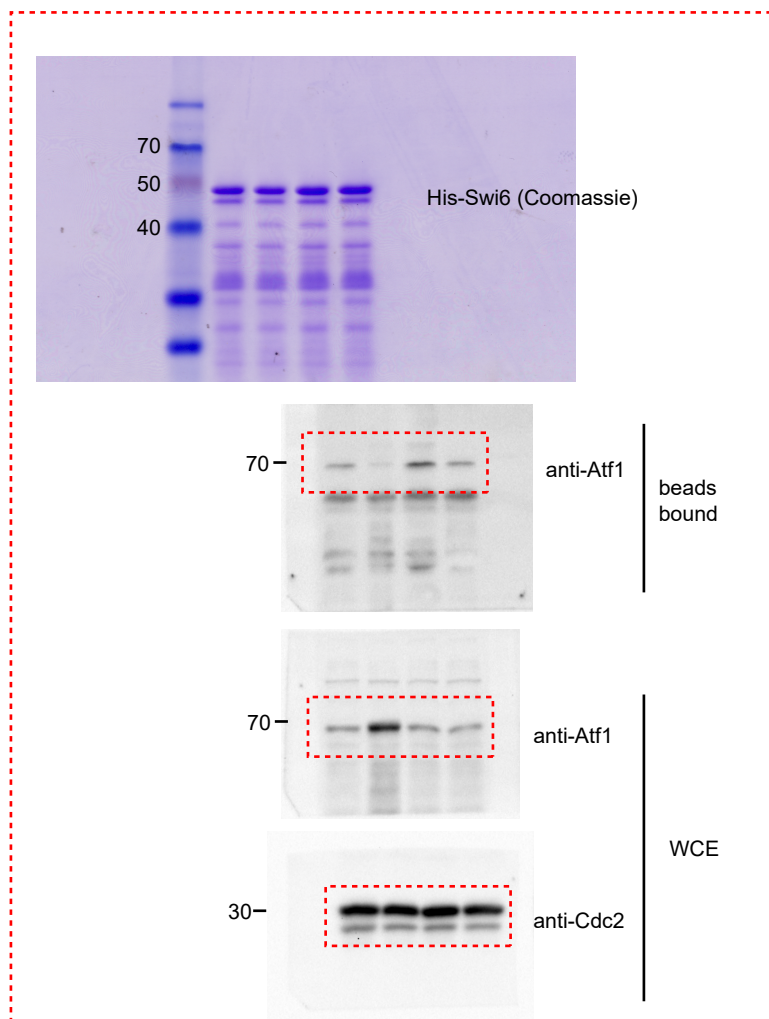 70
50
40
His-Swi6 (Coomassie)
70
anti-Atf1
beads
bound
70
anti-Atf1
WCE
30
anti-Cdc2